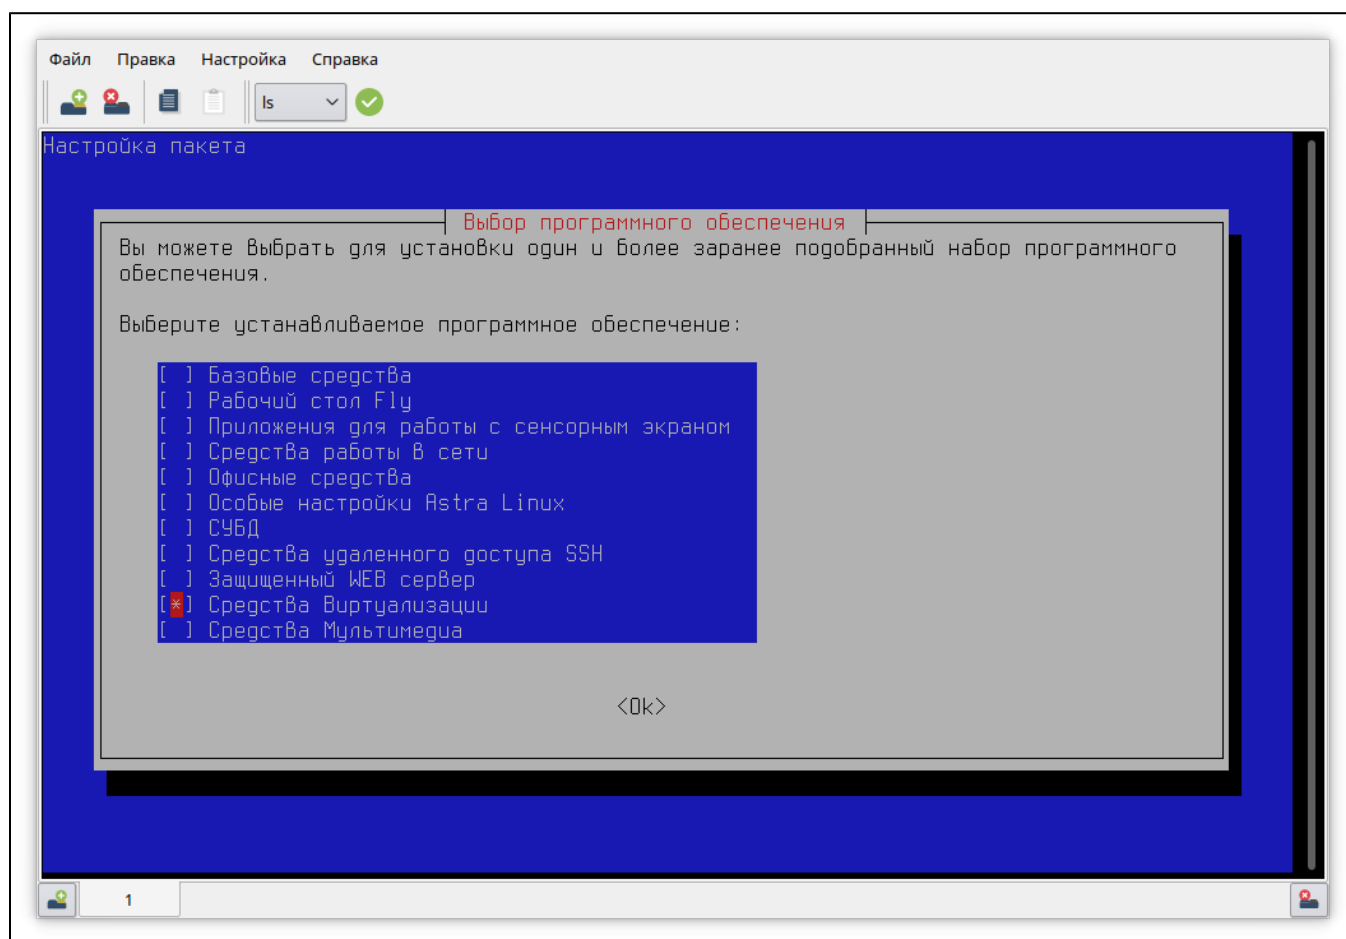 Файл Правка Настройка Справка
ls
Настройка пакета
Выбор программного обеспечения
Вы можете выбрать для установки один и более заранее подобранный набор программного
обеспечения.
Выберите устанавливаемое программное обеспечение:
[ ] Базовые средства
[ ] Рабочий стол Fly
[ ] Приложения для работы с сенсорным экраном
[ ] Средства работы в сети
[ ] Офисные средства
[ ] Особые настройки Astra Linux
[ ] СУБД
[ ] Средства удаленного доступа SSH
[ ] Защищенный WEB сервер
[*] Средства Виртуализации
[ ] Средства Мультимедиа
<Ok>
1